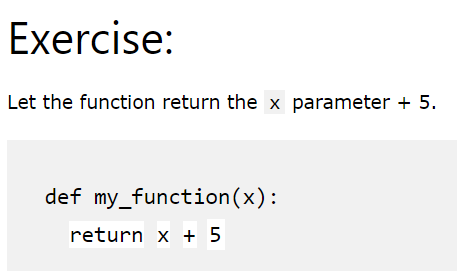 Exercise:
Let the function return the x parameter + 5.
def my_function(x):
  return x + 5